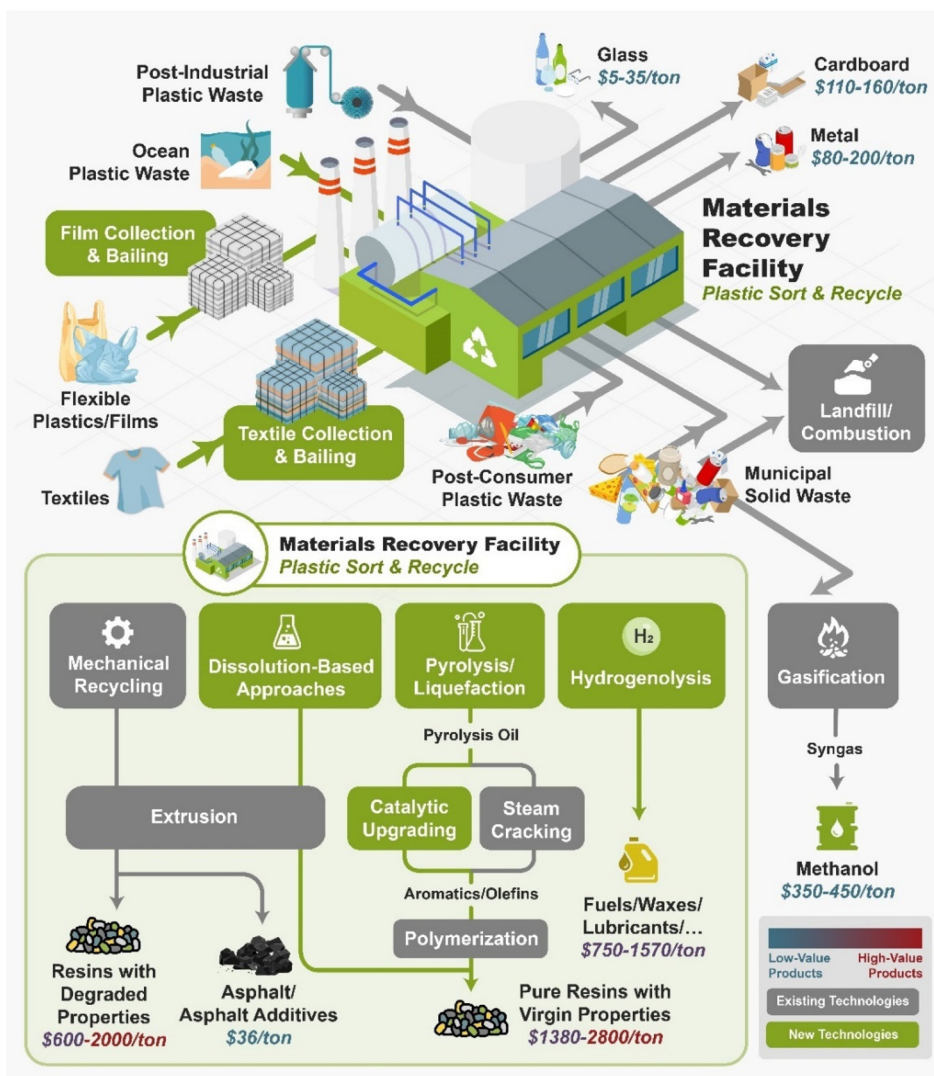 Post-Industrial
Plastic Waste
Glass
$5-35/ton
Cardboard
$110-160/ton
Ocean
Plastic Waste
Metal
$80-200/ton
Film Collection
& Bailing
Materials
Recovery
Facility
Plastic Sort & Recycle
Flexible
Plastics/Films
Textile Collection
& Bailing
Textiles
Post-Consumer
Plastic Waste
Landfill/
Combustion
Municipal
Solid Waste
Materials Recovery Facility
Plastic Sort & Recycle
Mechanical
Recycling
Dissolution-Based
Approaches
Pyrolysis/
Liquefaction
H₂
Hydrogenolysis
Gasification
Pyrolysis Oil
Syngas
Extrusion
Catalytic
Upgrading
Steam
Cracking
Aromatics/Olefins
Polymerization
Fuels/Waxes/
Lubricants/...
$750-1570/ton
Methanol
$350-450/ton
Resins with
Degraded
Properties
$600-2000/ton
Asphalt/
Asphalt Additives
$36/ton
Pure Resins with
Virgin Properties
$1380-2800/ton
Low-Value
Products
High-Value
Products
Existing Technologies
New Technologies